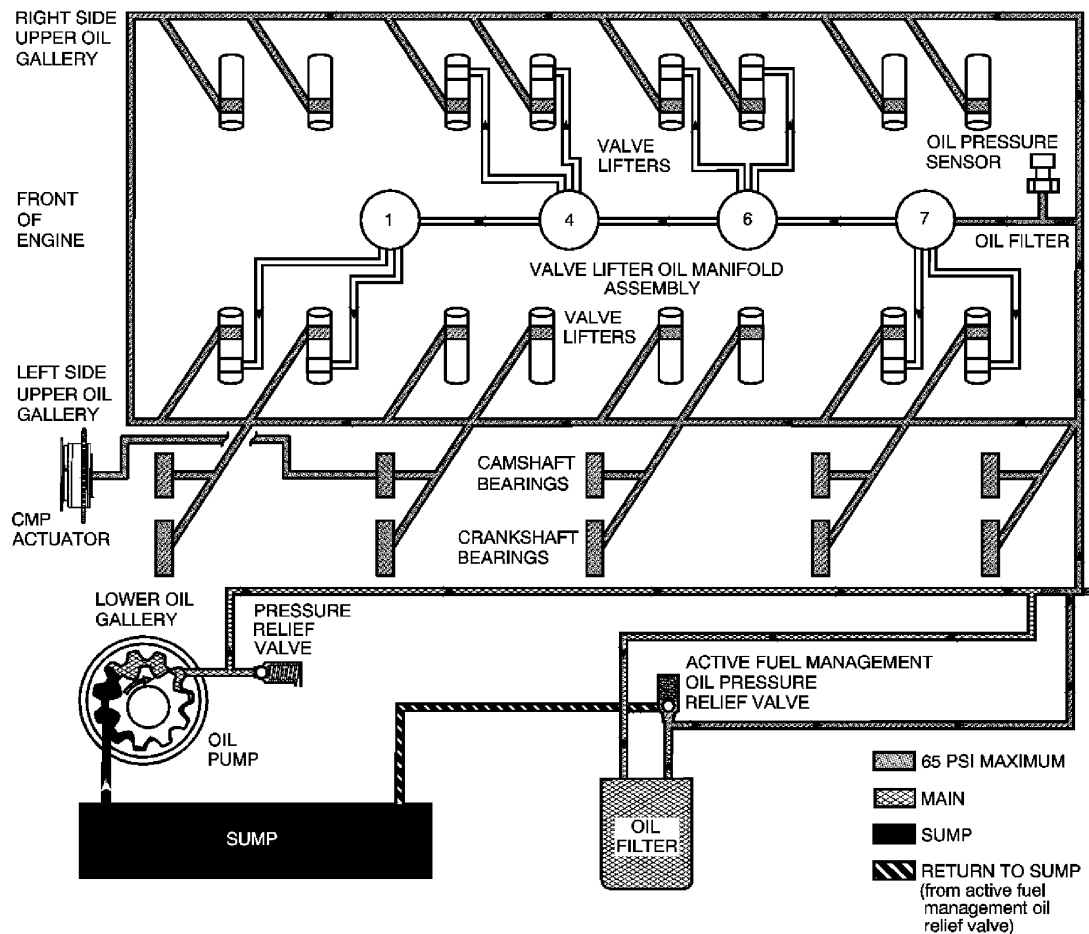 RIGHT SIDE
UPPER OIL
GALLERY
VALVE
LIFTERS
OIL PRESSURE
SENSOR
FRONT
OF
ENGINE
1
4
6
7
OIL FILTER
VALVE LIFTER OIL MANIFOLD
ASSEMBLY
VALVE
LIFTERS
LEFT SIDE
UPPER OIL
GALLERY
CMP
ACTUATOR
CAMSHAFT
BEARINGS
CRANKSHAFT
BEARINGS
LOWER OIL
GALLERY
PRESSURE
RELIEF
VALVE
ACTIVE FUEL MANAGEMENT
OIL PRESSURE
RELIEF VALVE
OIL
PUMP
SUMP
OIL
FILTER
65 PSI MAXIMUM
MAIN
SUMP
RETURN TO SUMP
(from active fuel
management oil
relief valve)